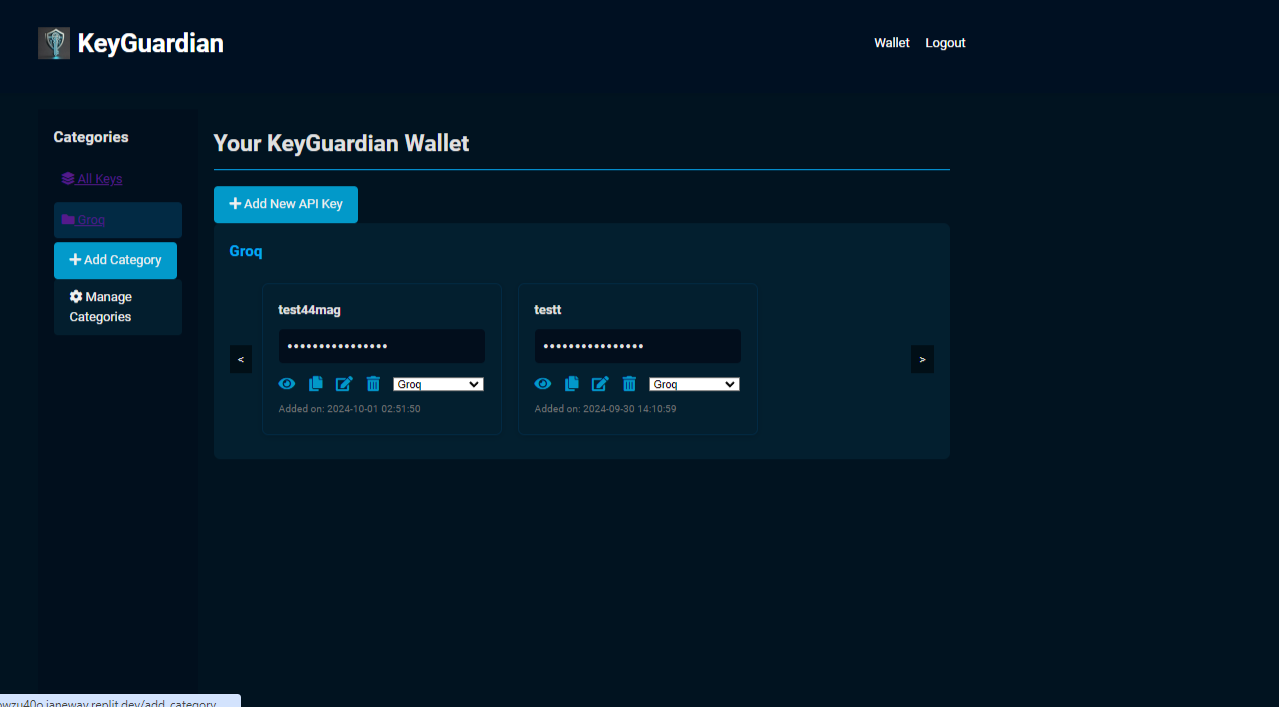 KeyGuardian
Wallet Logout
Categories
All Keys
Groq
Add Category
Manage
Categories
Your KeyGuardian Wallet
Add New API Key
Groq
test44mag
••••••••••••••••
Groq
Added on: 2024-10-01 02:51:50
testt
••••••••••••••••
Groq
Added on: 2024-09-30 14:10:59
<
>
janeway.replit.dev/add_category